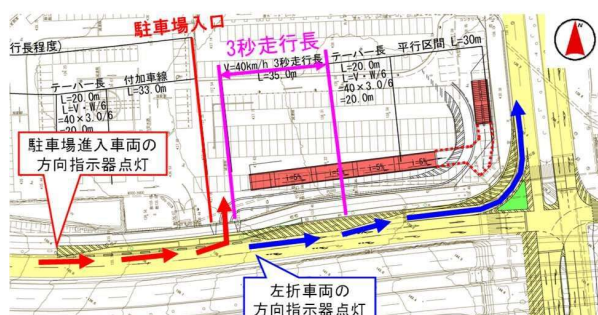 駐車場入口
3秒走行長
行長程度)
テーパー長
付加車線
L=20.0m
L=33.0m
L=V・W/6
=40×3.0/6
=20.0m
V=40km/h 3秒走行長
L=35.0m
テーパー長
平行区間 L=30m
L=20.0m
L=V・W/6
=40×3.0/6
=20.0m
駐車場進入車両の
方向指示器点灯
左折車両の
方向指示器点灯